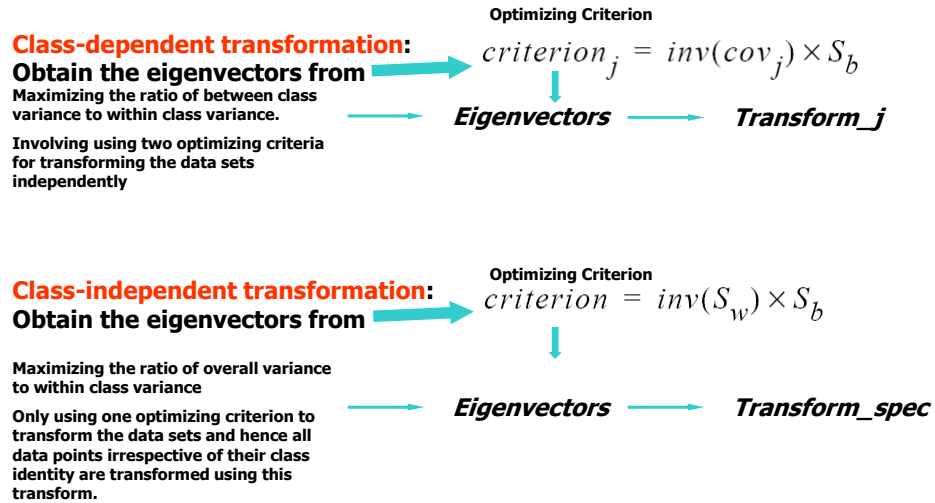 Optimizing Criterion
Class-dependent transformation:
Obtain the eigenvectors from
criterion_j = inv(cov_j) × S_b
Maximizing the ratio of between class
variance to within class variance.
Eigenvectors
Transform_j
Involving using two optimizing criteria
for transforming the data sets
independently
Optimizing Criterion
Class-independent transformation:
Obtain the eigenvectors from
criterion = inv(S_w) × S_b
Maximizing the ratio of overall variance
to within class variance
Eigenvectors
Transform_spec
Only using one optimizing criterion to
transform the data sets and hence all
data points irrespective of their class
identity are transformed using this
transform.